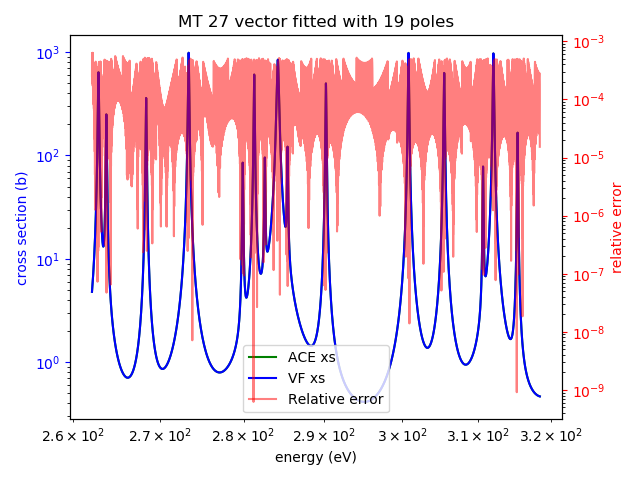 MT 27 vector fitted with 19 poles
cross section (b)
10³
10²
10¹
10⁰
ACE xs
VF xs
Relative error
2.6 × 10²
2.7 × 10²
2.8 × 10²
2.9 × 10²
3 × 10²
3.1 × 10²
3.2 × 10²
energy (eV)
10⁻³
10⁻⁴
10⁻⁵
10⁻⁶
10⁻⁷
10⁻⁸
10⁻⁹
relative error